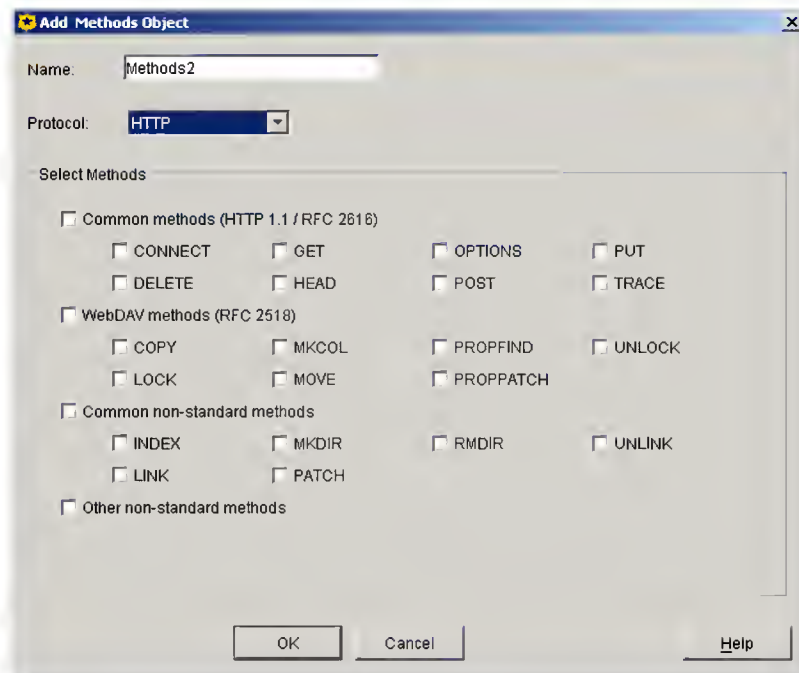 Add Methods Object
Name: Methods2
Protocol: HTTP
Select Methods
Common methods (HTTP 1.1 / RFC 2616)
CONNECT GET OPTIONS PUT
DELETE HEAD POST TRACE
WebDAV methods (RFC 2518)
COPY MKCOL PROPFIND UNLOCK
LOCK MOVE PROPPATCH
Common non-standard methods
INDEX MKDIR RMDIR UNLINK
LINK PATCH
Other non-standard methods
OK Cancel Help